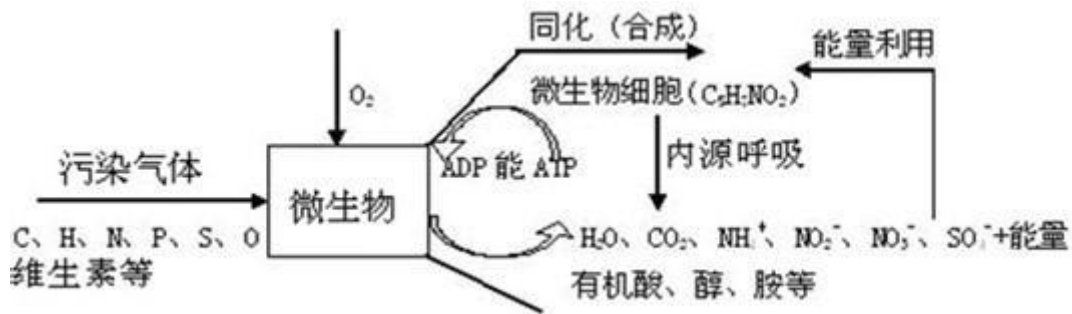 同化（合成）
能量利用
O₂
微生物细胞(C₅H₇NO₂)
污染气体
ADP 能 ATP
内源呼吸
微生物
C、H、N、P、S、O
维生素等
H₂O、CO₂、NH₄⁺、NO₂⁻、NO₃⁻、SO₄⁻+能量
有机酸、醇、胺等